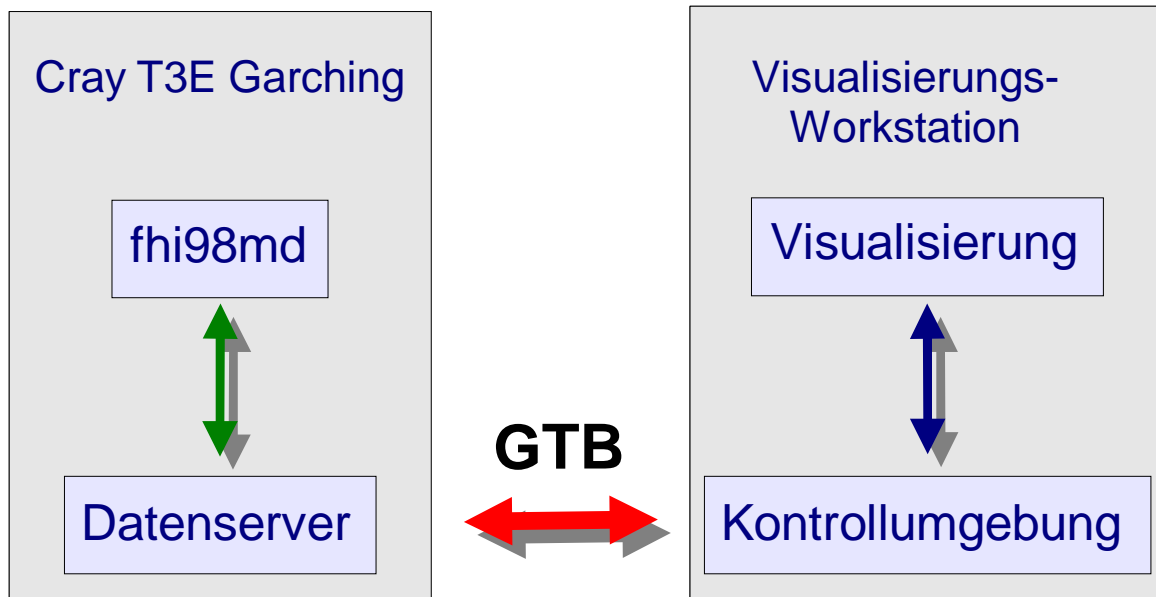 Cray T3E Garching
fhi98md
Datenserver
GTB
Visualisierungs-
Workstation
Visualisierung
Kontrollumgebung